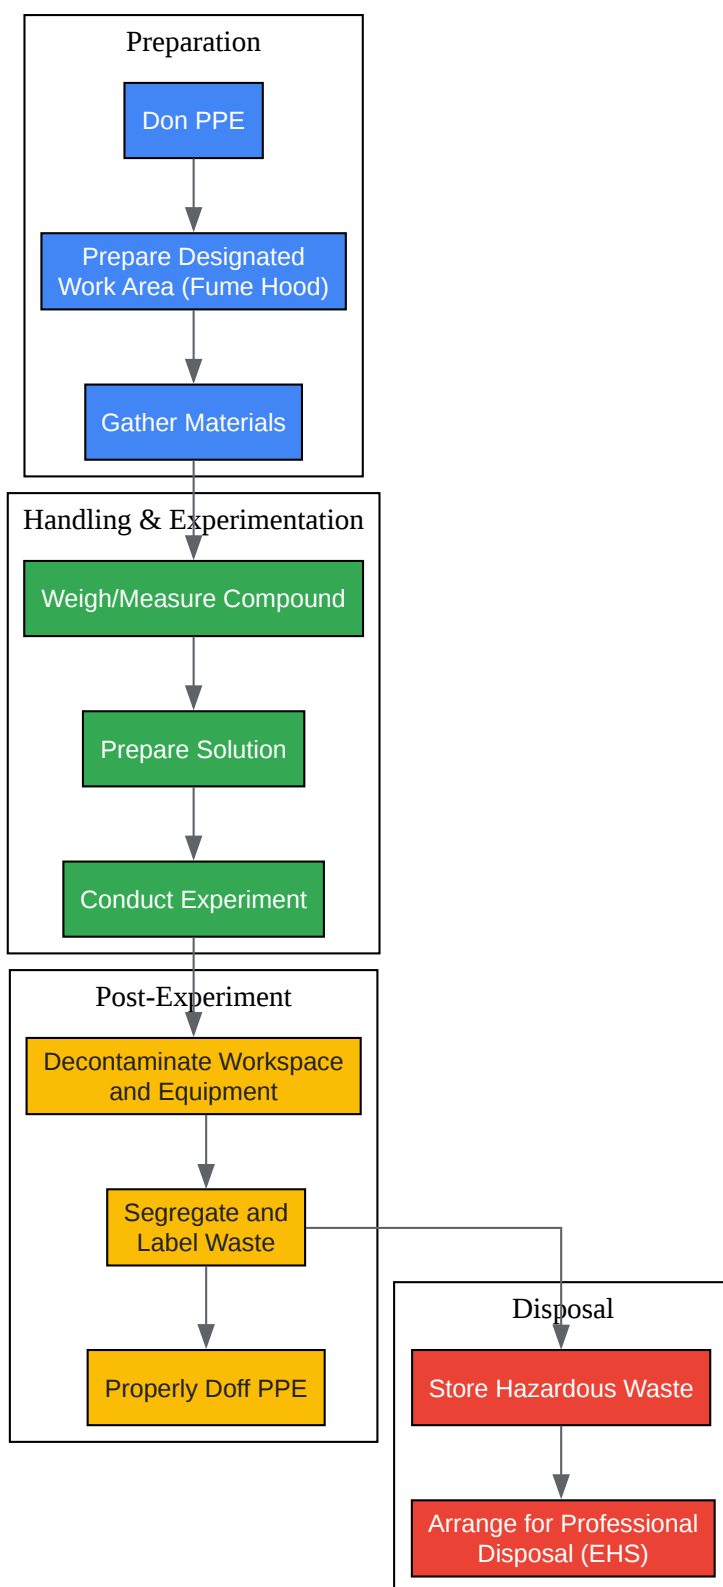 Preparation
Don PPE
Prepare Designated
Work Area (Fume Hood)
Gather Materials
Handling & Experimentation
Weigh/Measure Compound
Prepare Solution
Conduct Experiment
Post-Experiment
Decontaminate Workspace
and Equipment
Segregate and
Label Waste
Properly Doff PPE
Disposal
Store Hazardous Waste
Arrange for Professional
Disposal (EHS)